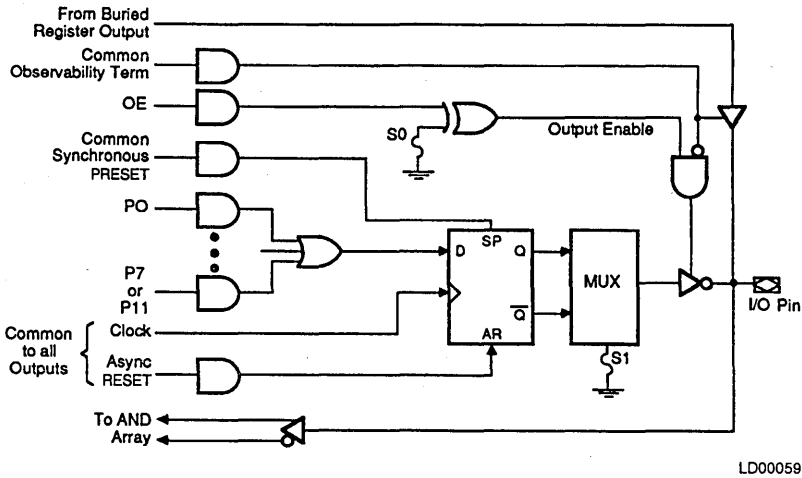 From Buried
Register Output
Common
Observability Term
OE
S0
Output Enable
Common
Synchronous
PRESET
PO
SP
D
Q
Q
AR
MUX
S1
I/O Pin
P7
or
P11
Common
to all
Outputs
Clock
Async
RESET
To AND
Array
LD00059